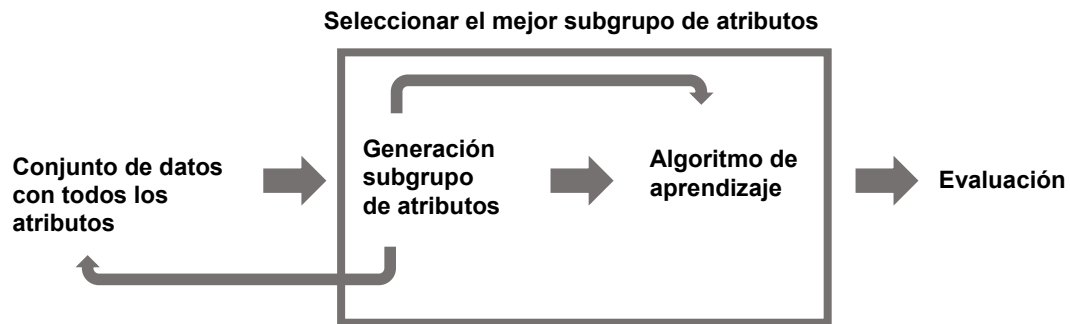 Seleccionar el mejor subgrupo de atributos
Conjunto de datos
con todos los
atributos
Generación
subgrupo
de atributos
Algoritmo de
aprendizaje
Evaluación